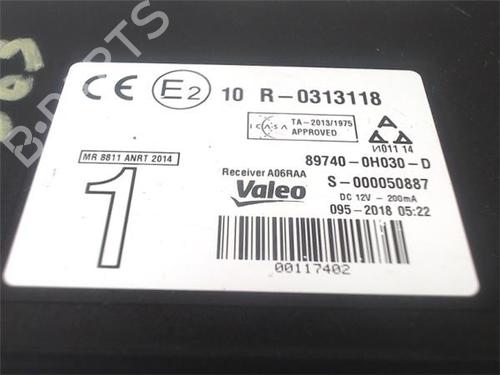 B-PARTS
CE E2 10 R-0313118
ICASA TA-2013/1975
APPROVED
И011 14
MR 8811 ANRT 2014
89740-0H030-D
Receiver A06RAA
S-000050887
1
Valeo
DC 12V - 200mA
095-2018 05:22
00117402